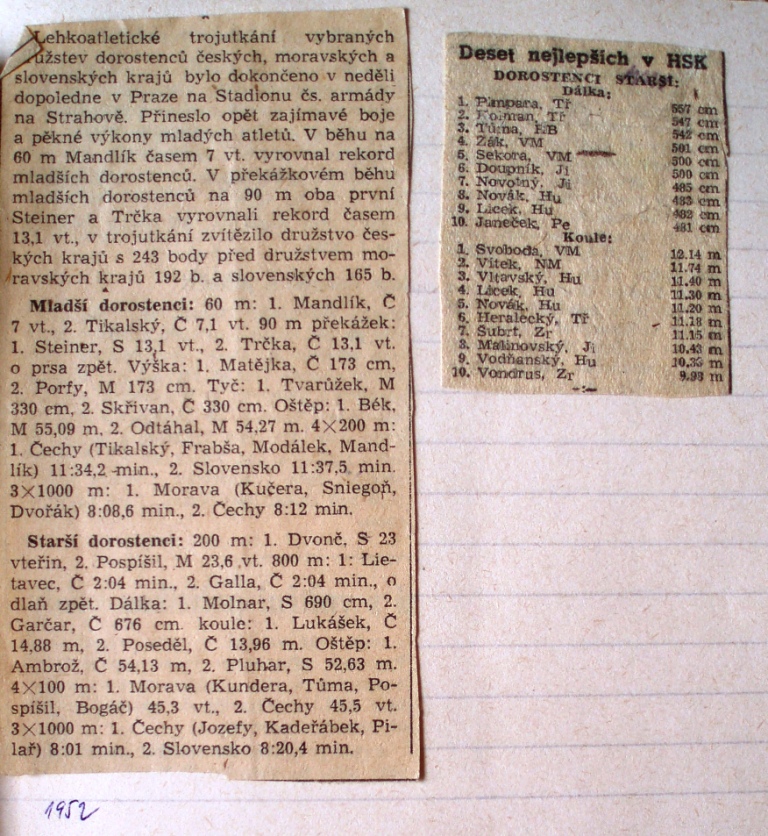 Lehkoatletické trojutkání vybraných
užstev dorostenců českých, moravských a
slovenských krajů bylo dokončeno v neděli
dopoledne v Praze na Stadionu čs. armády
na Strahově. Přineslo opět zajímavé boje
a pěkné výkony mladých atletů. V běhu na
60 m Mandlík časem 7 vt. vyrovnal rekord
mladších dorostenců. V překážkovém běhu
mladších dorostenců na 90 m oba první
Steiner a Trčka vyrovnali rekord časem
13,1 vt., v trojutkání zvítězilo družstvo čes-
kých krajů s 243 body před družstvem mo-
ravských krajů 192 b. a slovenských 165 b.
Mladší dorostenci: 60 m: 1. Mandlík, Č
7 vt., 2. Tikalský, Č 7,1 vt. 90 m překážek:
1. Steiner, S 13,1 vt., 2. Trčka, Č 13,1 vt.
o prsa zpět. Výška: 1. Matějka, Č 173 cm,
2. Porfy, M 173 cm. Tyč: 1. Tvarůžek, M
330 cm, 2. Skřivan, Č 330 cm. Oštěp: 1. Bék,
M 55,09 m, 2. Odtáhal, M 54,27 m. 4×200 m:
1. Čechy (Tikalský, Frabša, Modálek, Mand-
lík) 11:34,2 min., 2. Slovensko 11:37,5 min.
3×1000 m: 1. Morava (Kučera, Sniegoň,
Dvořák) 8:08,6 min., 2. Čechy 8:12 min.
Starší dorostenci: 200 m: 1. Dvonč, S 23
vteřin, 2. Pospíšil, M 23,6 vt. 800 m: 1: Lie-
tavec, Č 2:04 min., 2. Galla, Č 2:04 min., o
dlaň zpět. Dálka: 1. Molnar, S 690 cm, 2.
Garčar, Č 676 cm. koule: 1. Lukášek, Č
14,88 m, 2. Poseděl, Č 13,96 m. Oštěp: 1.
Ambrož, Č 54,13 m, 2. Pluhar, S 52,63 m.
4×100 m: 1. Morava (Kundera, Tůma, Po-
spíšil, Bogáč) 45,3 vt., 2. Čechy 45,5 vt.
3×1000 m: 1. Čechy (Jozefy, Kadeřábek, Pi-
lař) 8:01 min., 2. Slovensko 8:20,4 min.
1952
Deset nejlepších v HSK
DOROSTENCI STARŠÍ:
Dálka:
1. Pimpara, Tř 557 cm
2. Kolman, Tř 547 cm
3. Tůma, HB 542 cm
4. Žák, VM 501 cm
5. Sekora, VM 500 cm
6. Doupník, Ji 500 cm
7. Novotný, Ji 485 cm
8. Novák, Hu 483 cm
9. Licek, Hu 482 cm
10. Janeček, Pe 481 cm
Koule:
1. Svoboda, VM 12.14 m
2. Vítek, NM 11.74 m
3. Vltavský, Hu 11.40 m
4. Licek, Hu 11.30 m
5. Novák, Hu 11.20 m
6. Heralecký, Tř 11.18 m
7. Šubrt, Zr 11.15 m
8. Malinovský, Ji 10.43 m
9. Vodňanský, Hu 10.33 m
10. Vondrus, Zr 9.98 m